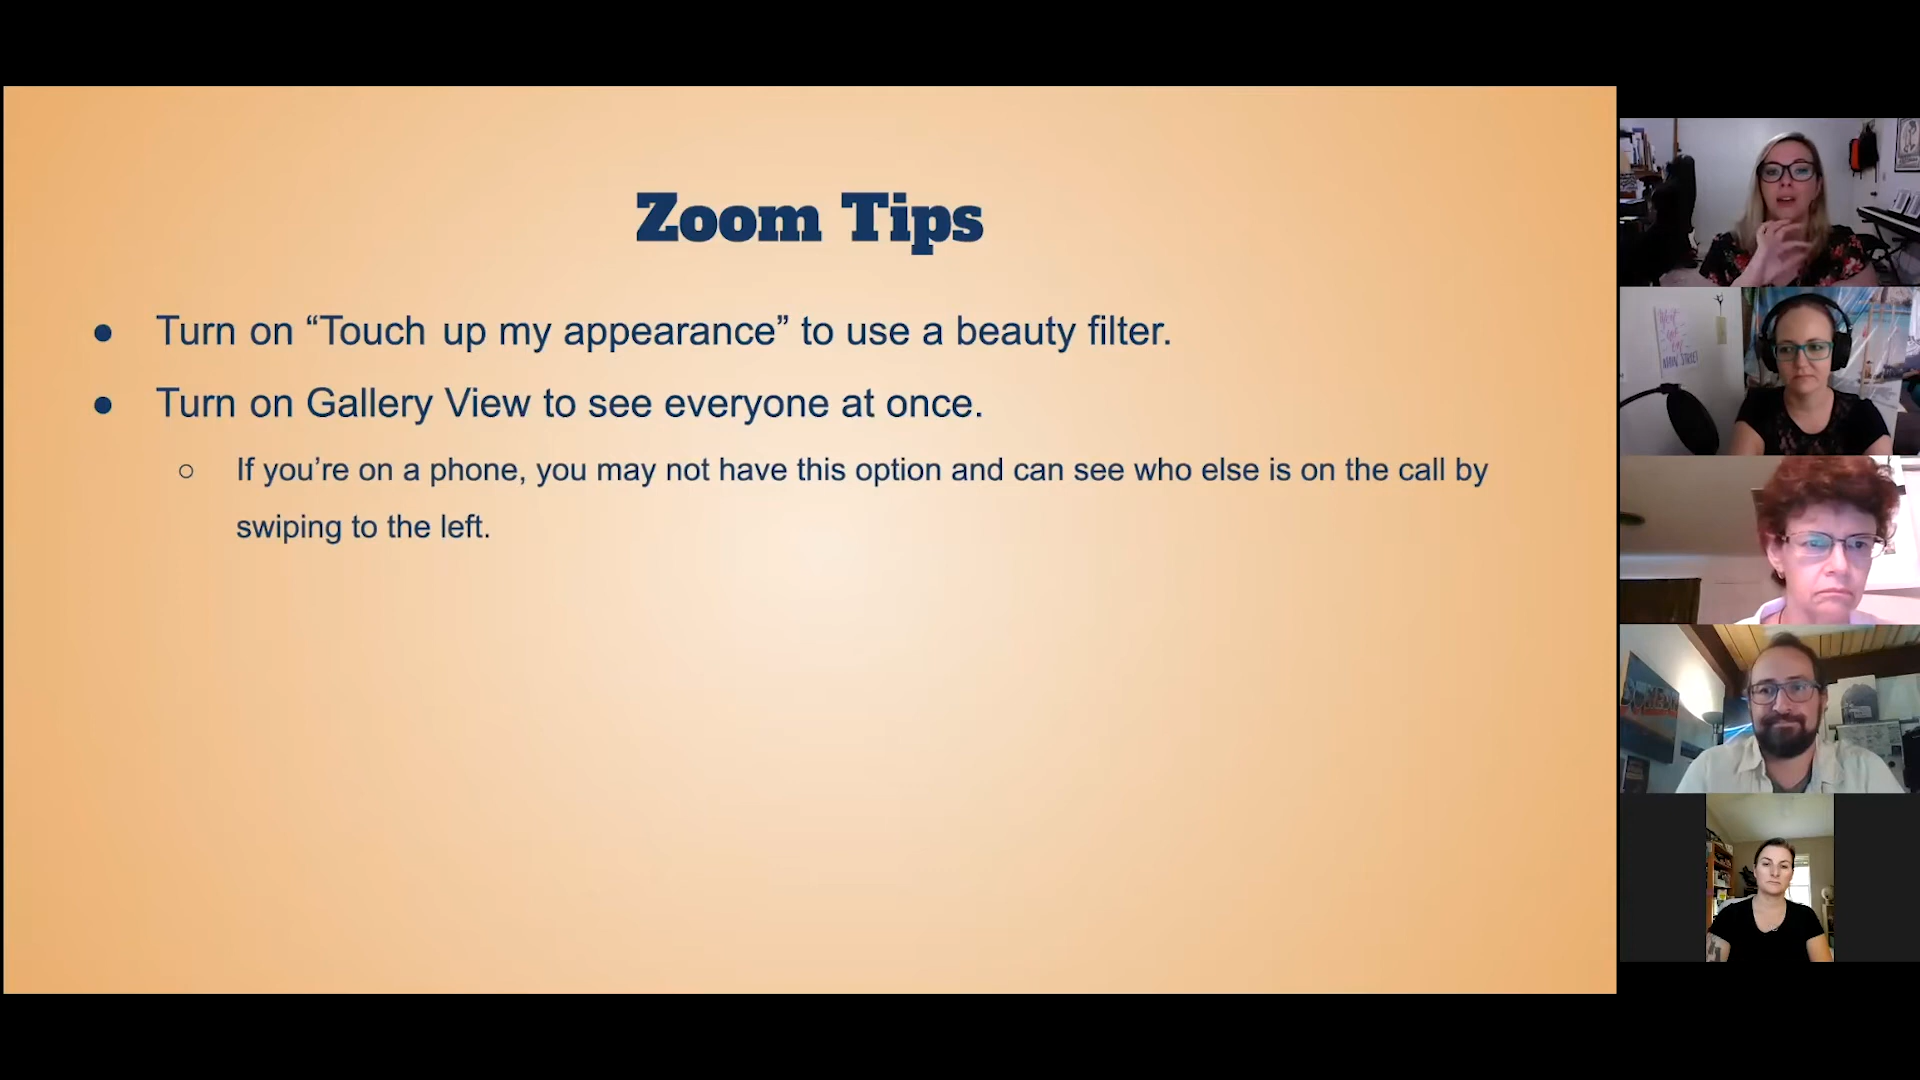 Zoom Tips
● Turn on “Touch up my appearance” to use a beauty filter.
● Turn on Gallery View to see everyone at once.
○ If you’re on a phone, you may not have this option and can see who else is on the call by
swiping to the left.